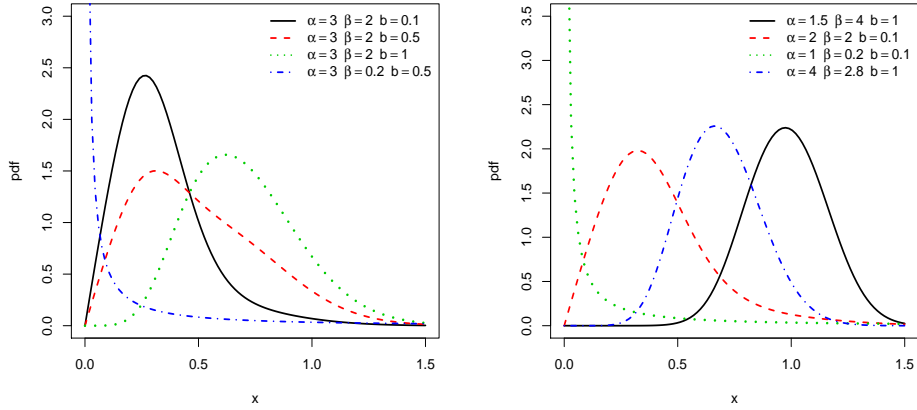 α = 3 β = 2 b = 0.1
α = 3 β = 2 b = 0.5
α = 3 β = 2 b = 1
α = 3 β = 0.2 b = 0.5
3.0
2.5
2.0
1.5
1.0
0.5
0.0
pdf
0.0 0.5 1.0 1.5
x
α = 1.5 β = 4 b = 1
α = 2 β = 2 b = 0.1
α = 1 β = 0.2 b = 0.1
α = 4 β = 2.8 b = 1
3.5
3.0
2.5
2.0
1.5
1.0
0.5
0.0
pdf
0.0 0.5 1.0 1.5
x